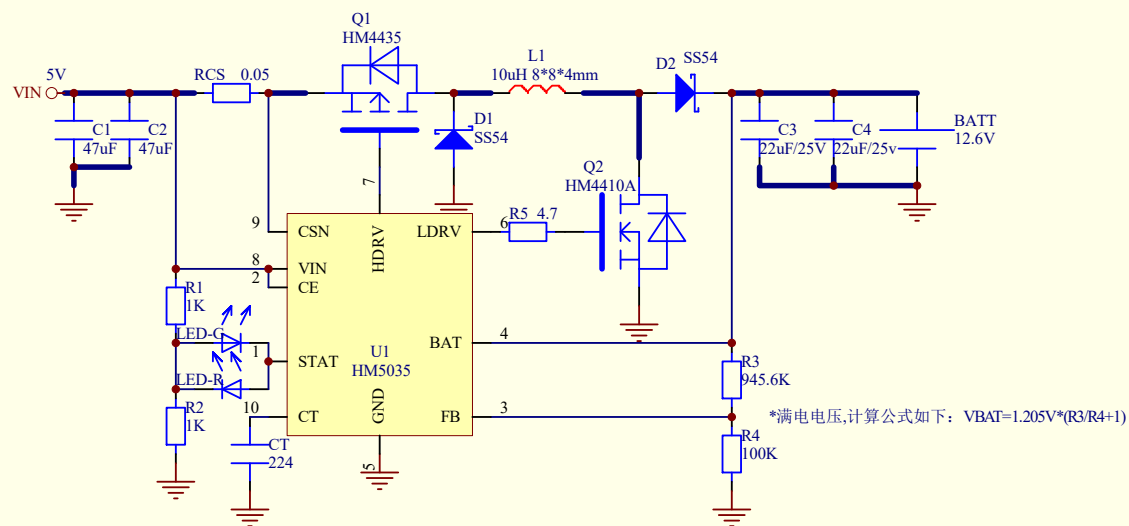 Q1
HM4435
5V
VIN
RCS 0.05
L1
10uH 8*8*4mm
D2 SS54
C1
47uF
C2
47uF
D1
SS54
C3
22uF/25V
C4
22uF/25v
BATT
12.6V
7
Q2
HM4410A
R5 4.7
9
CSN
HDRV
LDRV
6
8
VIN
2
CE
R1
1K
LED-G
1
STAT
U1
HM5035
BAT
4
R3
945.6K
LED-R
R2
1K
10
CT
GND
FB
3
*满电电压,计算公式如下：VBAT=1.205V*(R3/R4+1)
CT
224
5
R4
100K